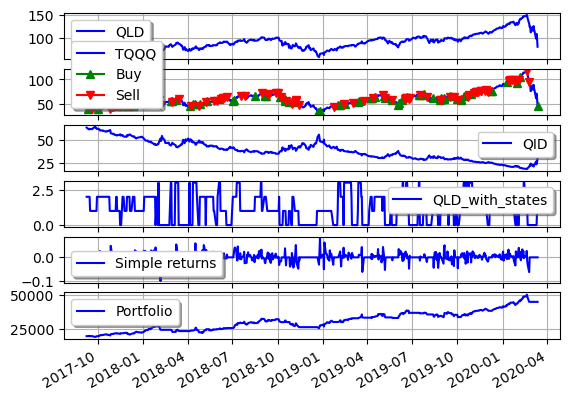 150
100
QLD
TQQQ
Buy
Sell
100
50
50
25
QID
2.5
0.0
QLD_with_states
0.0
−0.1
Simple returns
50000
25000
Portfolio
2017-10
2018-01
2018-04
2018-07
2018-10
2019-01
2019-04
2019-07
2019-10
2020-01
2020-04